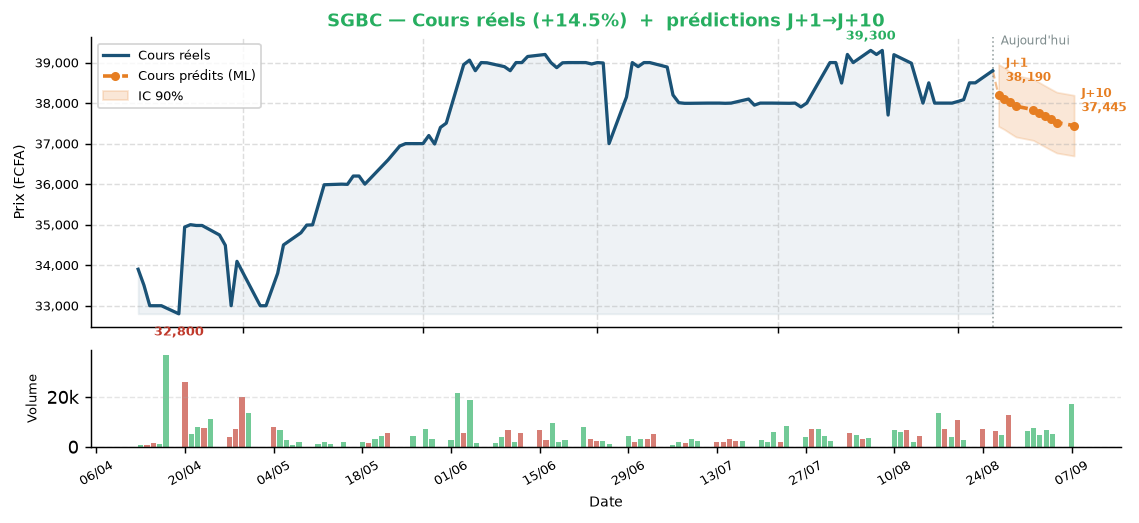 SGBC — Cours réels (+14.5%) + prédictions J+1→J+10
39,300
Aujourd'hui
Cours réels
Cours prédits (ML)
IC 90%
J+1
38,190
J+10
37,445
39,000
38,000
37,000
36,000
35,000
34,000
33,000
Prix (FCFA)
32,800
20k
0
Volume
06/04 20/04 04/05 18/05 01/06 15/06 29/06 13/07 27/07 10/08 24/08 07/09
Date